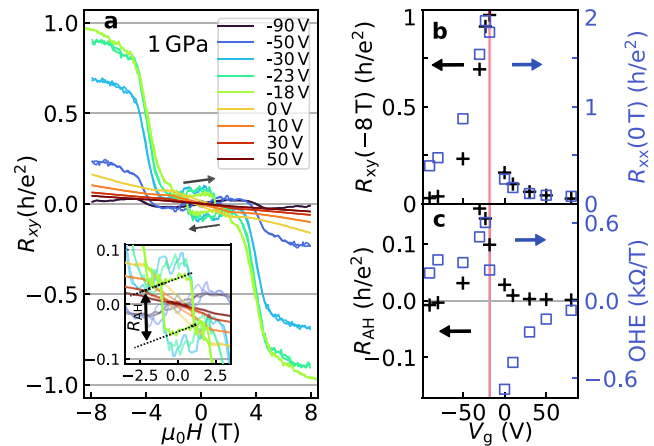 a
1 GPa
-90 V
-50 V
-30 V
-23 V
-18 V
0 V
10 V
30 V
50 V
R_xy(h/e²)
1.0
0.5
0.0
−0.5
−1.0
−8 −4 0 4 8
μ₀H (T)
R_AH
0.1
0.0
−0.1
−2.5 0.0 2.5
b
R_xy(−8 T) (h/e²)
1
0.5
0
R_xx(0 T) (h/e²)
2
1
0
c
R_AH (h/e²)
0.1
0.0
0.1
OHE (kΩ/T)
0.6
0.0
−0.6
−50 0 50
V_g (V)